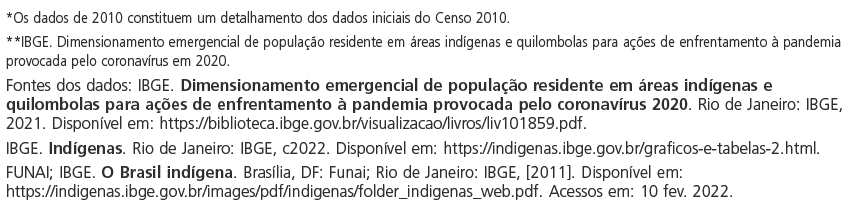 *Os dados de 2010 constituem um detalhamento dos dados iniciais do Censo 2010.
**IBGE. Dimensionamento emergencial de população residente em áreas indígenas e quilombolas para ações de enfrentamento à pandemia
provocada pelo coronavírus em 2020.
Fontes dos dados: IBGE. Dimensionamento emergencial de população residente em áreas indígenas e
quilombolas para ações de enfrentamento à pandemia provocada pelo coronavírus 2020. Rio de Janeiro: IBGE,
2021. Disponível em: https://biblioteca.ibge.gov.br/visualizacao/livros/liv101859.pdf.
IBGE. Indígenas. Rio de Janeiro: IBGE, c2022. Disponível em: https://indigenas.ibge.gov.br/graficos-e-tabelas-2.html.
FUNAI; IBGE. O Brasil indígena. Brasília, DF: Funai; Rio de Janeiro: IBGE, [2011]. Disponível em:
https://indigenas.ibge.gov.br/images/pdf/indigenas/folder_indigenas_web.pdf. Acessos em: 10 fev. 2022.